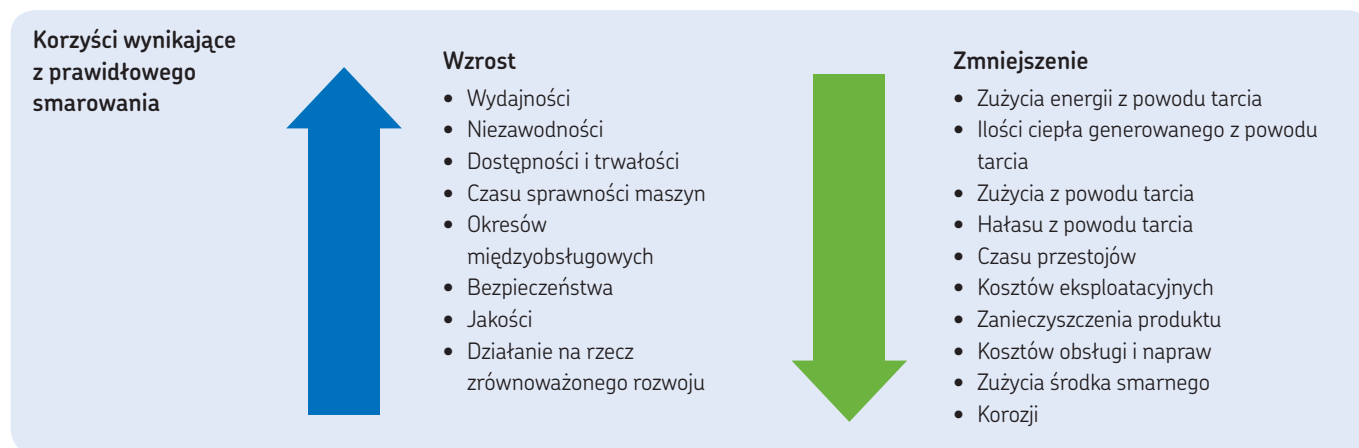 Korzyści wynikające
z prawidłowego
smarowania
Wzrost
• Wydajności
• Niezawodności
• Dostępności i trwałości
• Czasu sprawności maszyn
• Okresów
międzyobsługowych
• Bezpieczeństwa
• Jakości
• Działanie na rzecz
zrównoważonego rozwoju
Zmniejszenie
• Zużycia energii z powodu tarcia
• Ilości ciepła generowanego z powodu
tarcia
• Zużycia z powodu tarcia
• Hałasu z powodu tarcia
• Czasu przestojów
• Kosztów eksploatacyjnych
• Zanieczyszczenia produktu
• Kosztów obsługi i napraw
• Zużycia środka smarnego
• Korozji